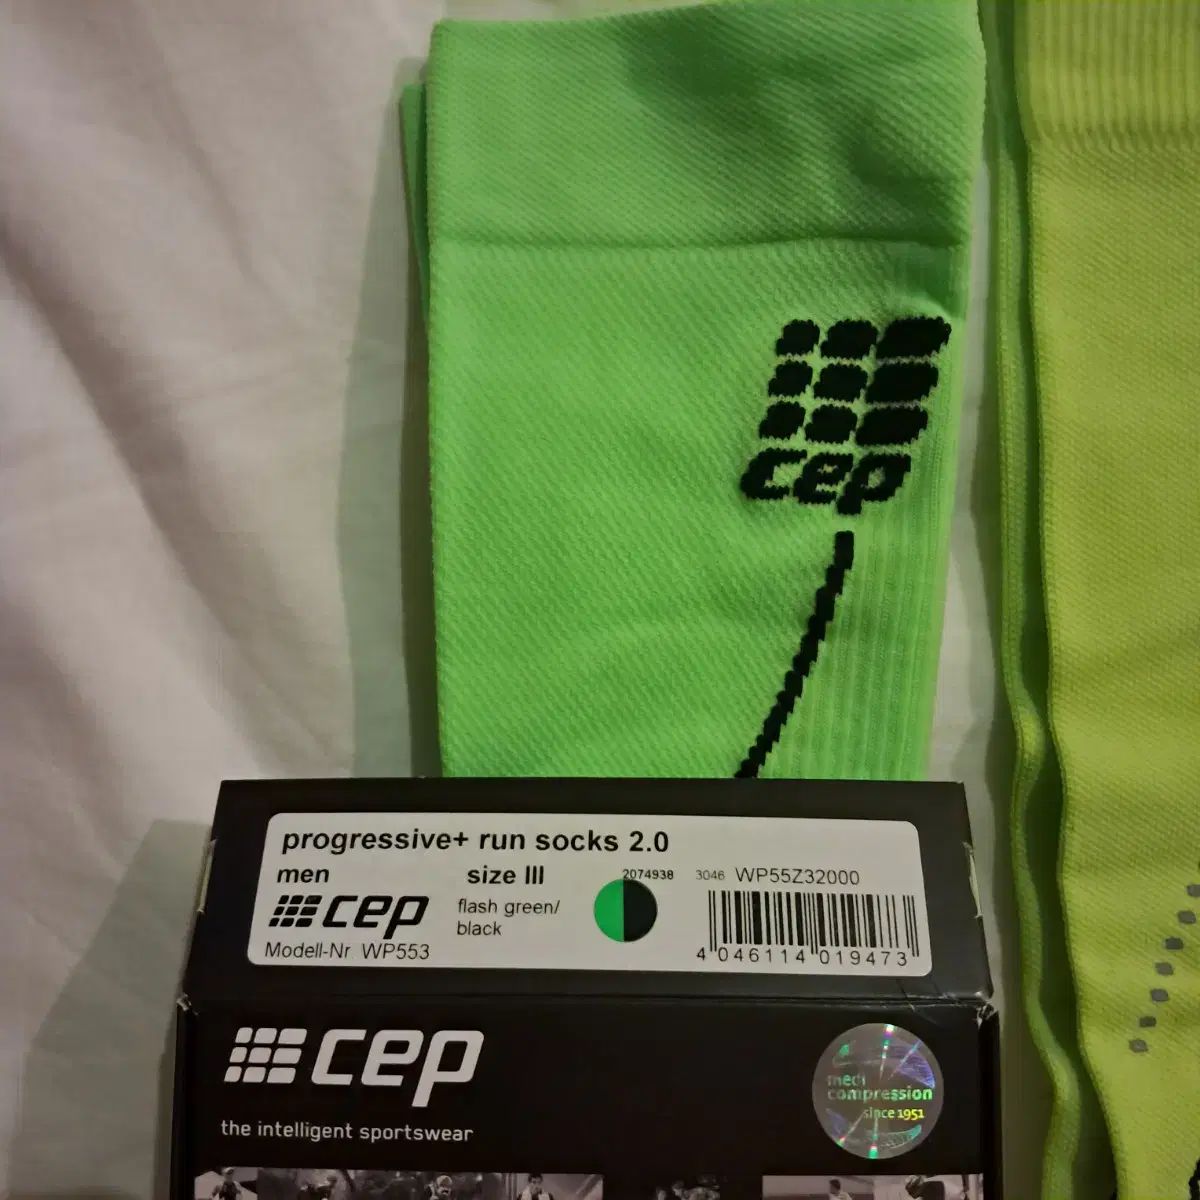 cep
progressive+ run socks 2.0
men
size III
2074938
3046 WP55Z32000
cep
flash green/
black
Modell-Nr. WP553
4 046114 019473
cep
the intelligent sportswear
medi
compression
since 1951